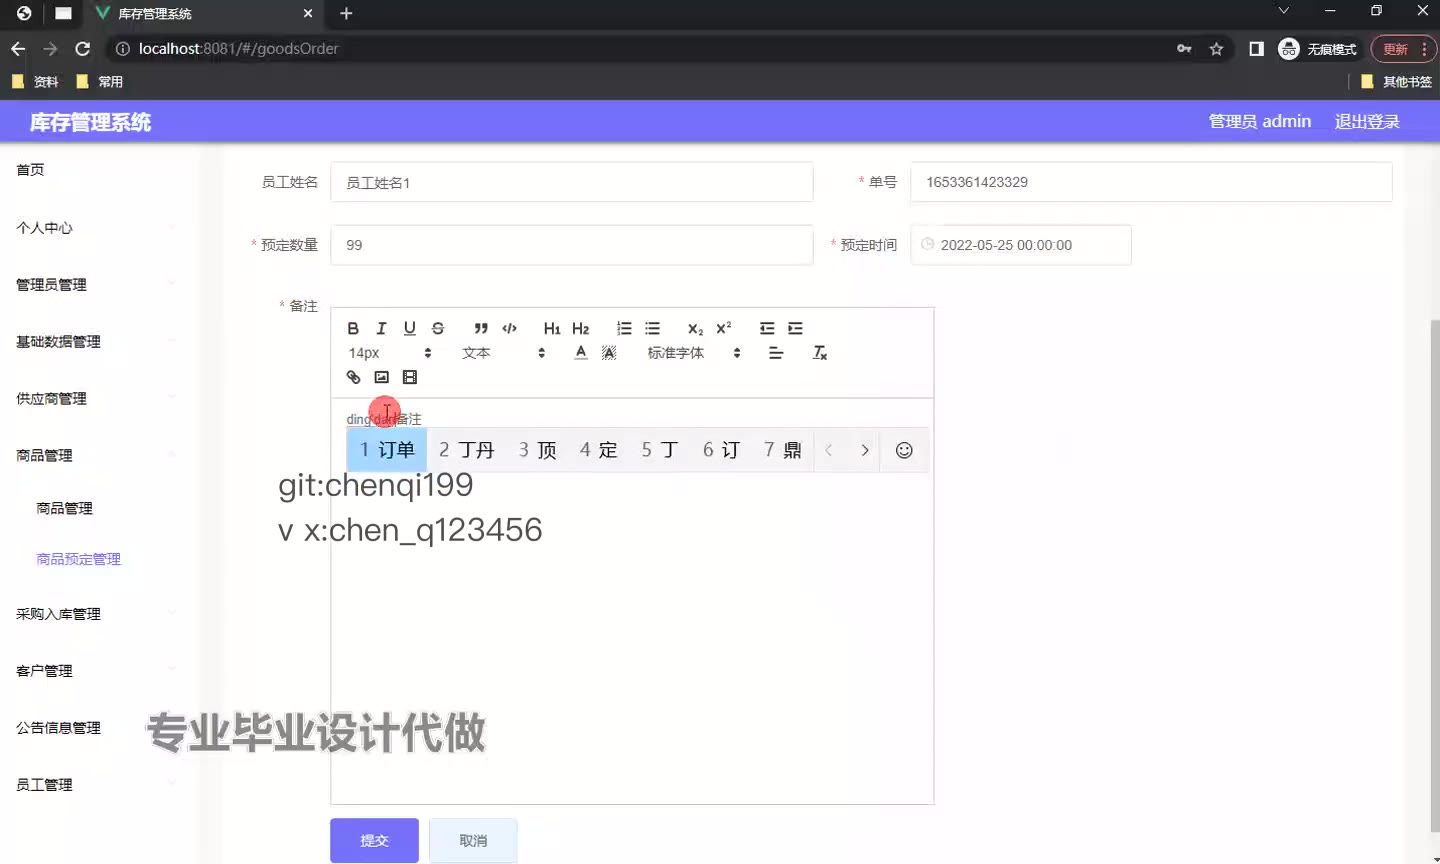 库存管理系统
localhost:8081/#/goodsOrder
无痕模式
更新
资料
常用
其他书签
库存管理系统
管理员 admin
退出登录
首页
个人中心
管理员管理
基础数据管理
供应商管理
商品管理
商品管理
商品预定管理
采购入库管理
客户管理
公告信息管理
员工管理
员工姓名
员工姓名1
* 单号
1653361423329
* 预定数量
99
* 预定时间
2022-05-25 00:00:00
* 备注
B I U S H1 H2 X2 X2
14px 文本 A A 标准字体 Tx
ding'dan备注
1 订单 2 丁丹 3 顶 4 定 5 丁 6 订 7 鼎
git:chenqi199
v x:chen_q123456
专业毕业设计代做
提交
取消